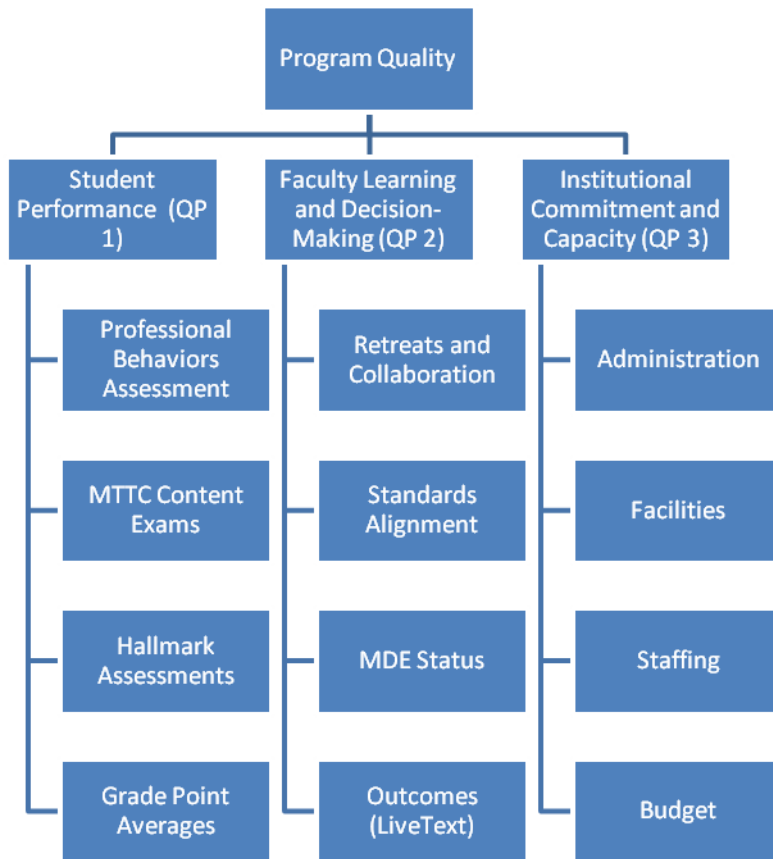 Program Quality
Student
Performance (QP
1)
Faculty Learning
and Decision-
Making (QP 2)
Institutional
Commitment and
Capacity (QP 3)
Professional
Behaviors
Assessment
Retreats and
Collaboration
Administration
MTTC Content
Exams
Standards
Alignment
Facilities
Hallmark
Assessments
MDE Status
Staffing
Grade Point
Averages
Outcomes
(LiveText)
Budget